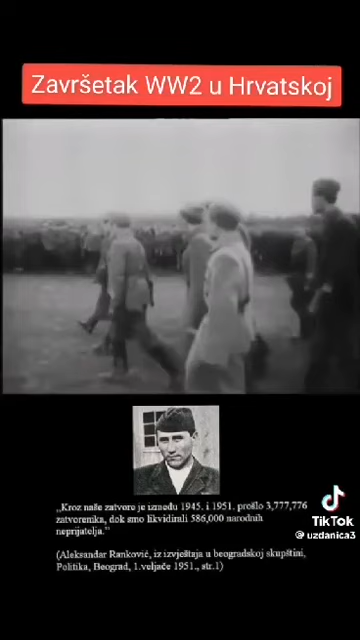 Završetak WW2 u Hrvatskoj
„Kroz naše zatvore je između 1945. i 1951. prošlo 3,777,776
zatvorenika, dok smo likvidirali 586,000 narodnih
neprijatelja."
(Aleksandar Ranković, iz izvještaja u beogradskoj skupštini,
Politika, Beograd, 1.veljače 1951., str.1)
TikTok
@uzdanica3